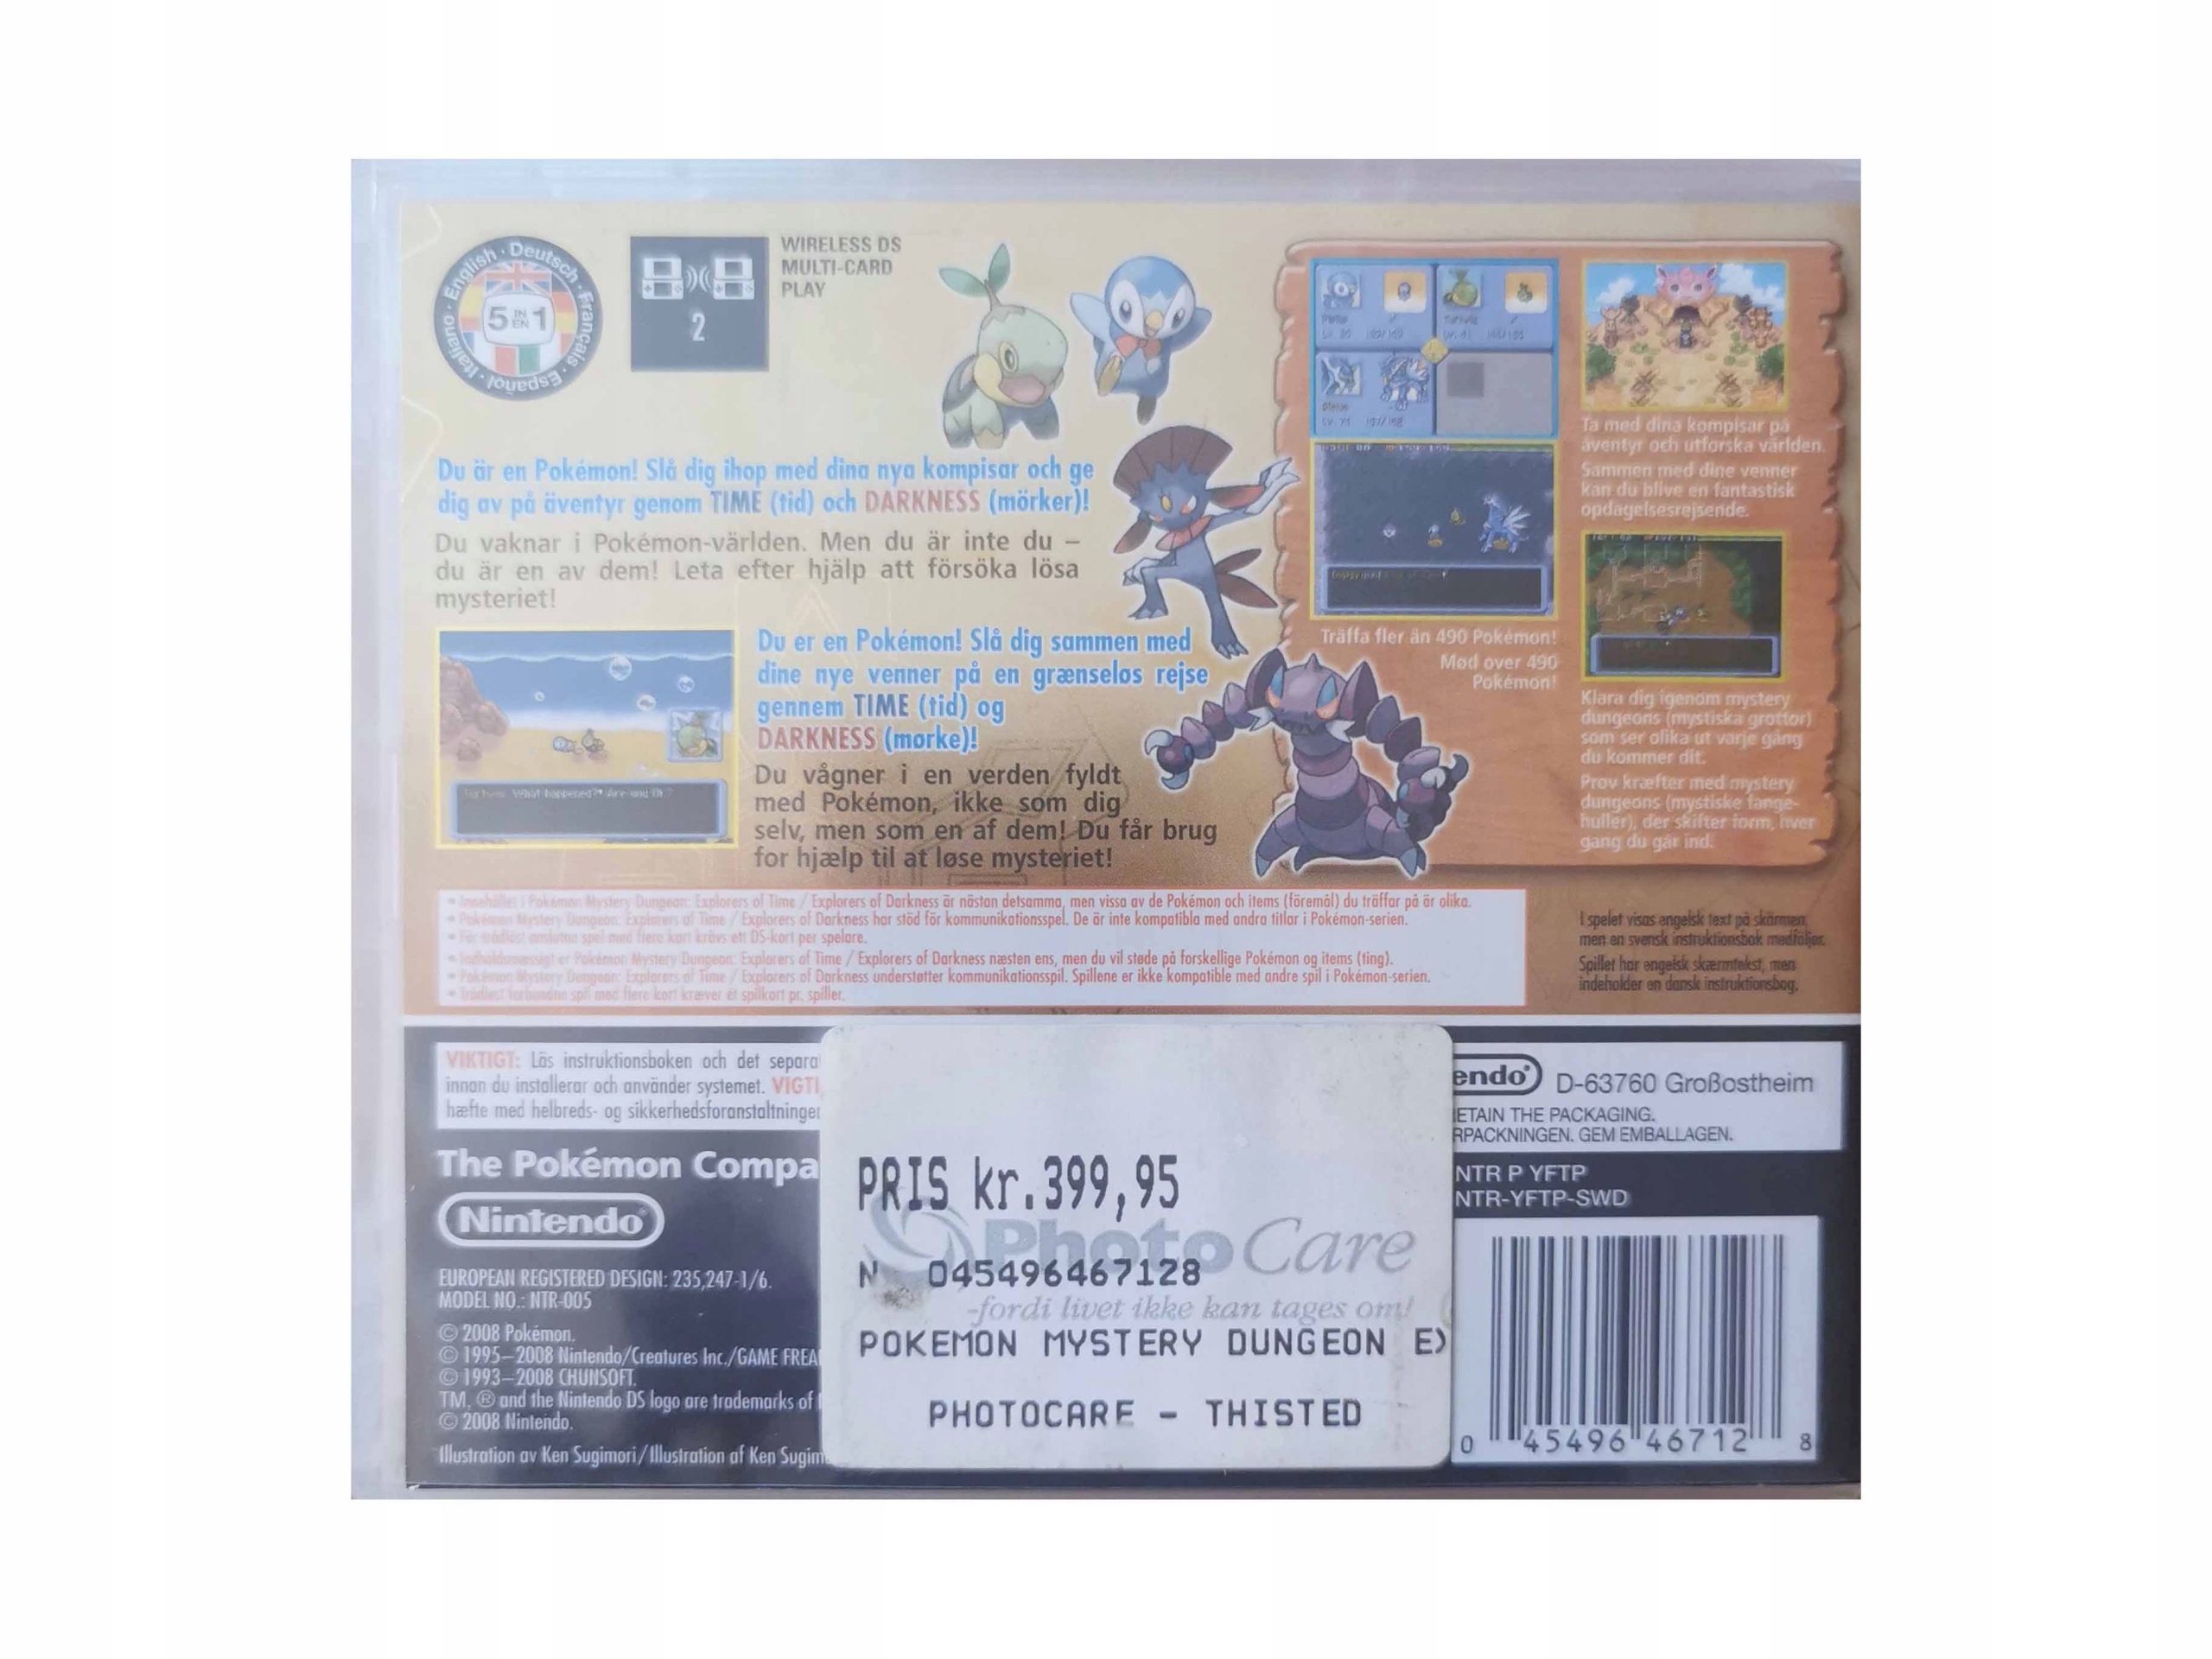 English · Deutsch · Français · Español · Italiano
5 IN EN 1
WIRELESS DS
MULTI-CARD
PLAY
2
Du är en Pokémon! Slå dig ihop med dina nya kompisar och ge
dig av på äventyr genom TIME (tid) och DARKNESS (mörker)!
Du vaknar i Pokémon-världen. Men du är inte du –
du är en av dem! Leta efter hjälp att försöka lösa
mysteriet!
Du er en Pokémon! Slå dig sammen med
dine nye venner på en grænseløs rejse
gennem TIME (tid) og
DARKNESS (mørke)!
Du vågner i en verden fyldt
med Pokémon, ikke som dig
selv, men som en af dem! Du får brug
for hjælp til at løse mysteriet!
What happened?
Träffa fler än 490 Pokémon!
Mød over 490
Pokémon!
Ta med dina kompisar på
äventyr och utforska världen.
Sammen med dine venner
kan du blive en fantastisk
opdagelsesrejsende.
Klara dig igenom mystery
dungeons (mystiska grottor)
som ser olika ut varje gång
du kommer dit.
Prøv kræfter med mystery
dungeons (mystiske fange-
huller), der skifter form, hver
gang du går ind.
• Innehållet i Pokémon Mystery Dungeon: Explorers of Time / Explorers of Darkness är nästan detsamma, men vissa av de Pokémon och items (föremål) du träffar på är olika.
• Pokémon Mystery Dungeon: Explorers of Time / Explorers of Darkness har stöd för kommunikationsspel. De är inte kompatibla med andra titlar i Pokémon-serien.
• För trådlöst anslutna spel med flere kort krävs ett DS-kort per spelare.
• Indholdsmæssigt er Pokémon Mystery Dungeon: Explorers of Time / Explorers of Darkness næsten ens, men du vil støde på forskellige Pokémon og items (ting).
• Pokémon Mystery Dungeon: Explorers of Time / Explorers of Darkness understøtter kommunikationsspil. Spillene er ikke kompatible med andre spil i Pokémon-serien.
• Trådløst forbundne spil med flere kort kræver ét spilkort pr. spiller.
I spelet visas engelsk text på skärmen,
men en svensk instruktionsbok medföljer.
Spillet har engelsk skærmtekst, men
indeholder en dansk instruktionsbog.
VIKTIGT: Läs instruktionsboken och det separa
innan du installerar och använder systemet. VIGTI
hæfte med helbreds- og sikkerhedsforanstaltninger
The Pokémon Compa
Nintendo
EUROPEAN REGISTERED DESIGN: 235,247-1/6.
MODEL NO.: NTR-005
© 2008 Pokémon.
© 1995–2008 Nintendo/Creatures Inc./GAME FREA
© 1993–2008 CHUNSOFT.
TM, ® and the Nintendo DS logo are trademarks of
© 2008 Nintendo.
Illustration av Ken Sugimori/Illustration af Ken Sugim
PRIS kr.399,95
PhotoCare
N 045496467128
-fordi livet ikke kan tages om!
POKEMON MYSTERY DUNGEON E
PHOTOCARE - THISTED
endo® D-63760 Großostheim
ETAIN THE PACKAGING.
RPACKNINGEN. GEM EMBALLAGEN.
NTR P YFTP
NTR-YFTP-SWD
0 45496 46712 8